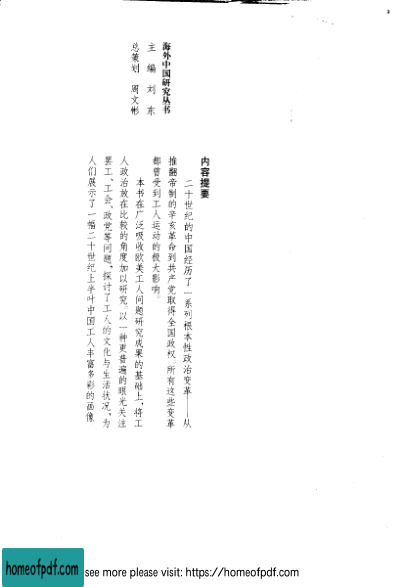 海外中国研究丛书
主 编 刘 东
总策划 周文彬
内容提要
二十世纪的中国经历了一系列根本性政治变革——从
推翻帝制的辛亥革命到共产党取得全国政权。所有这些变革
都曾受到工人运动的极大影响。
本书在广泛吸收欧美工人问题研究成果的基础上,将工
人政治放在比较的角度加以研究。以一种更普遍的眼光关注
罢工、工会、政党等问题,探讨了工人的文化与生活状况,为
人们展示了一幅二十世纪上半叶中国工人丰富多彩的画像
homeofpdf.com
see more please visit: https://homeofpdf.com